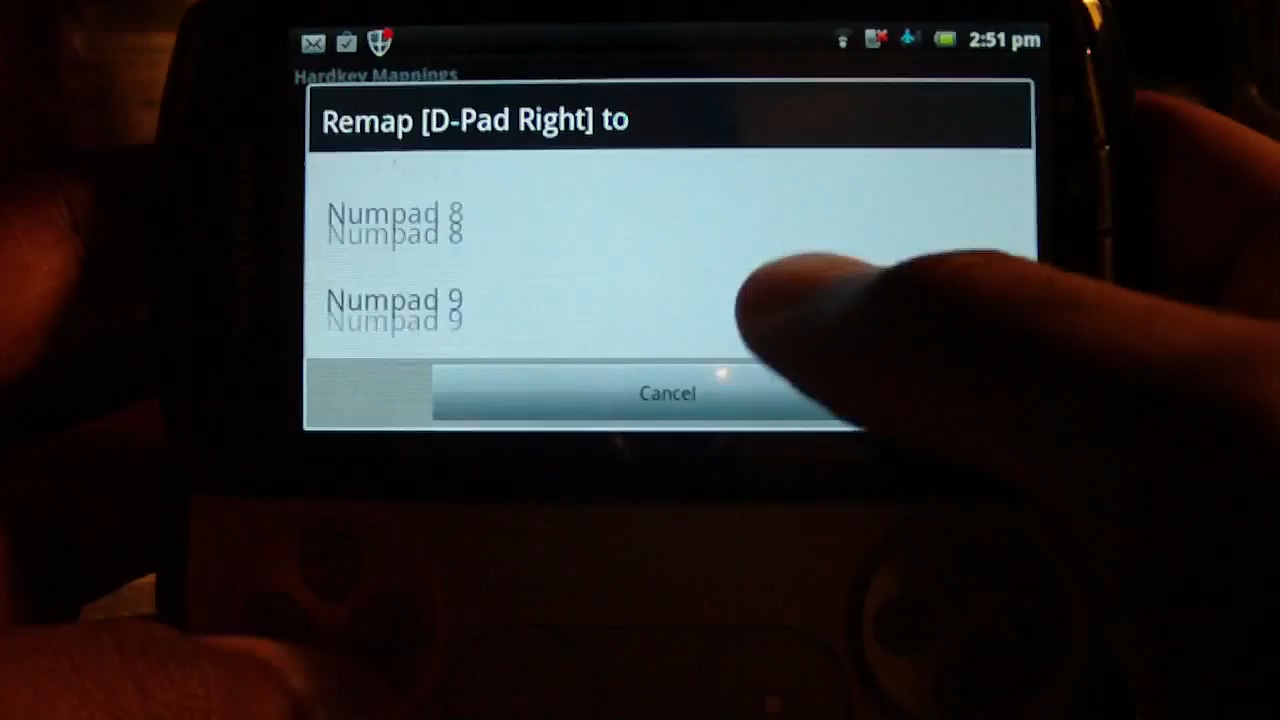 2:51 pm
Hardkey Mappings
Remap [D-Pad Right] to
Numpad 8
Numpad 8
Numpad 9
Numpad 9
Cancel